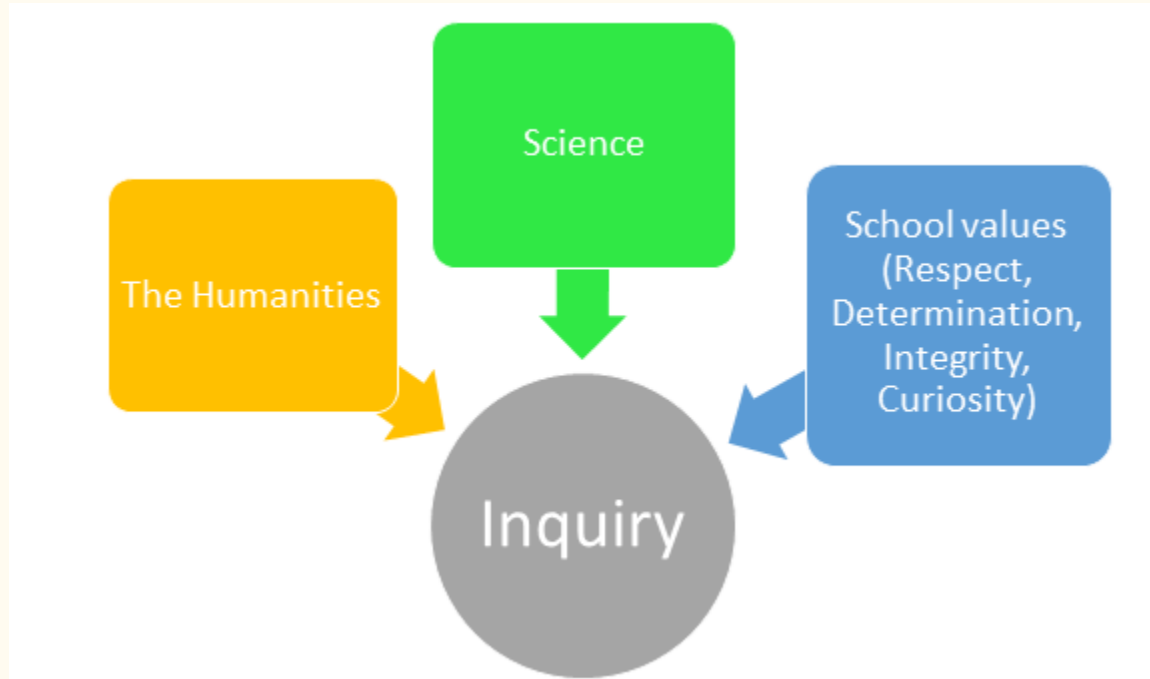 Science
The Humanities
School values
(Respect,
Determination,
Integrity,
Curiosity)
Inquiry